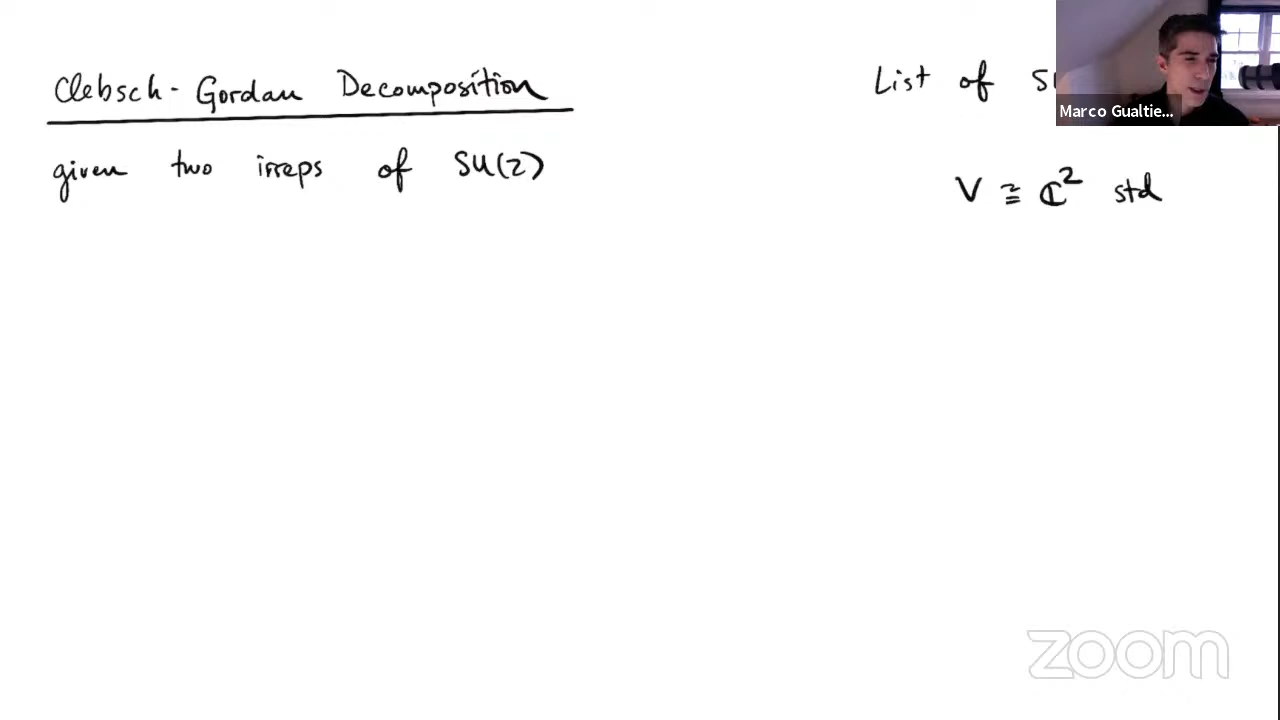 Clebsch-Gordan Decomposition
given two irreps of SU(2)
List of
V ≅ ℂ² std
Marco Gualtie...
zoom